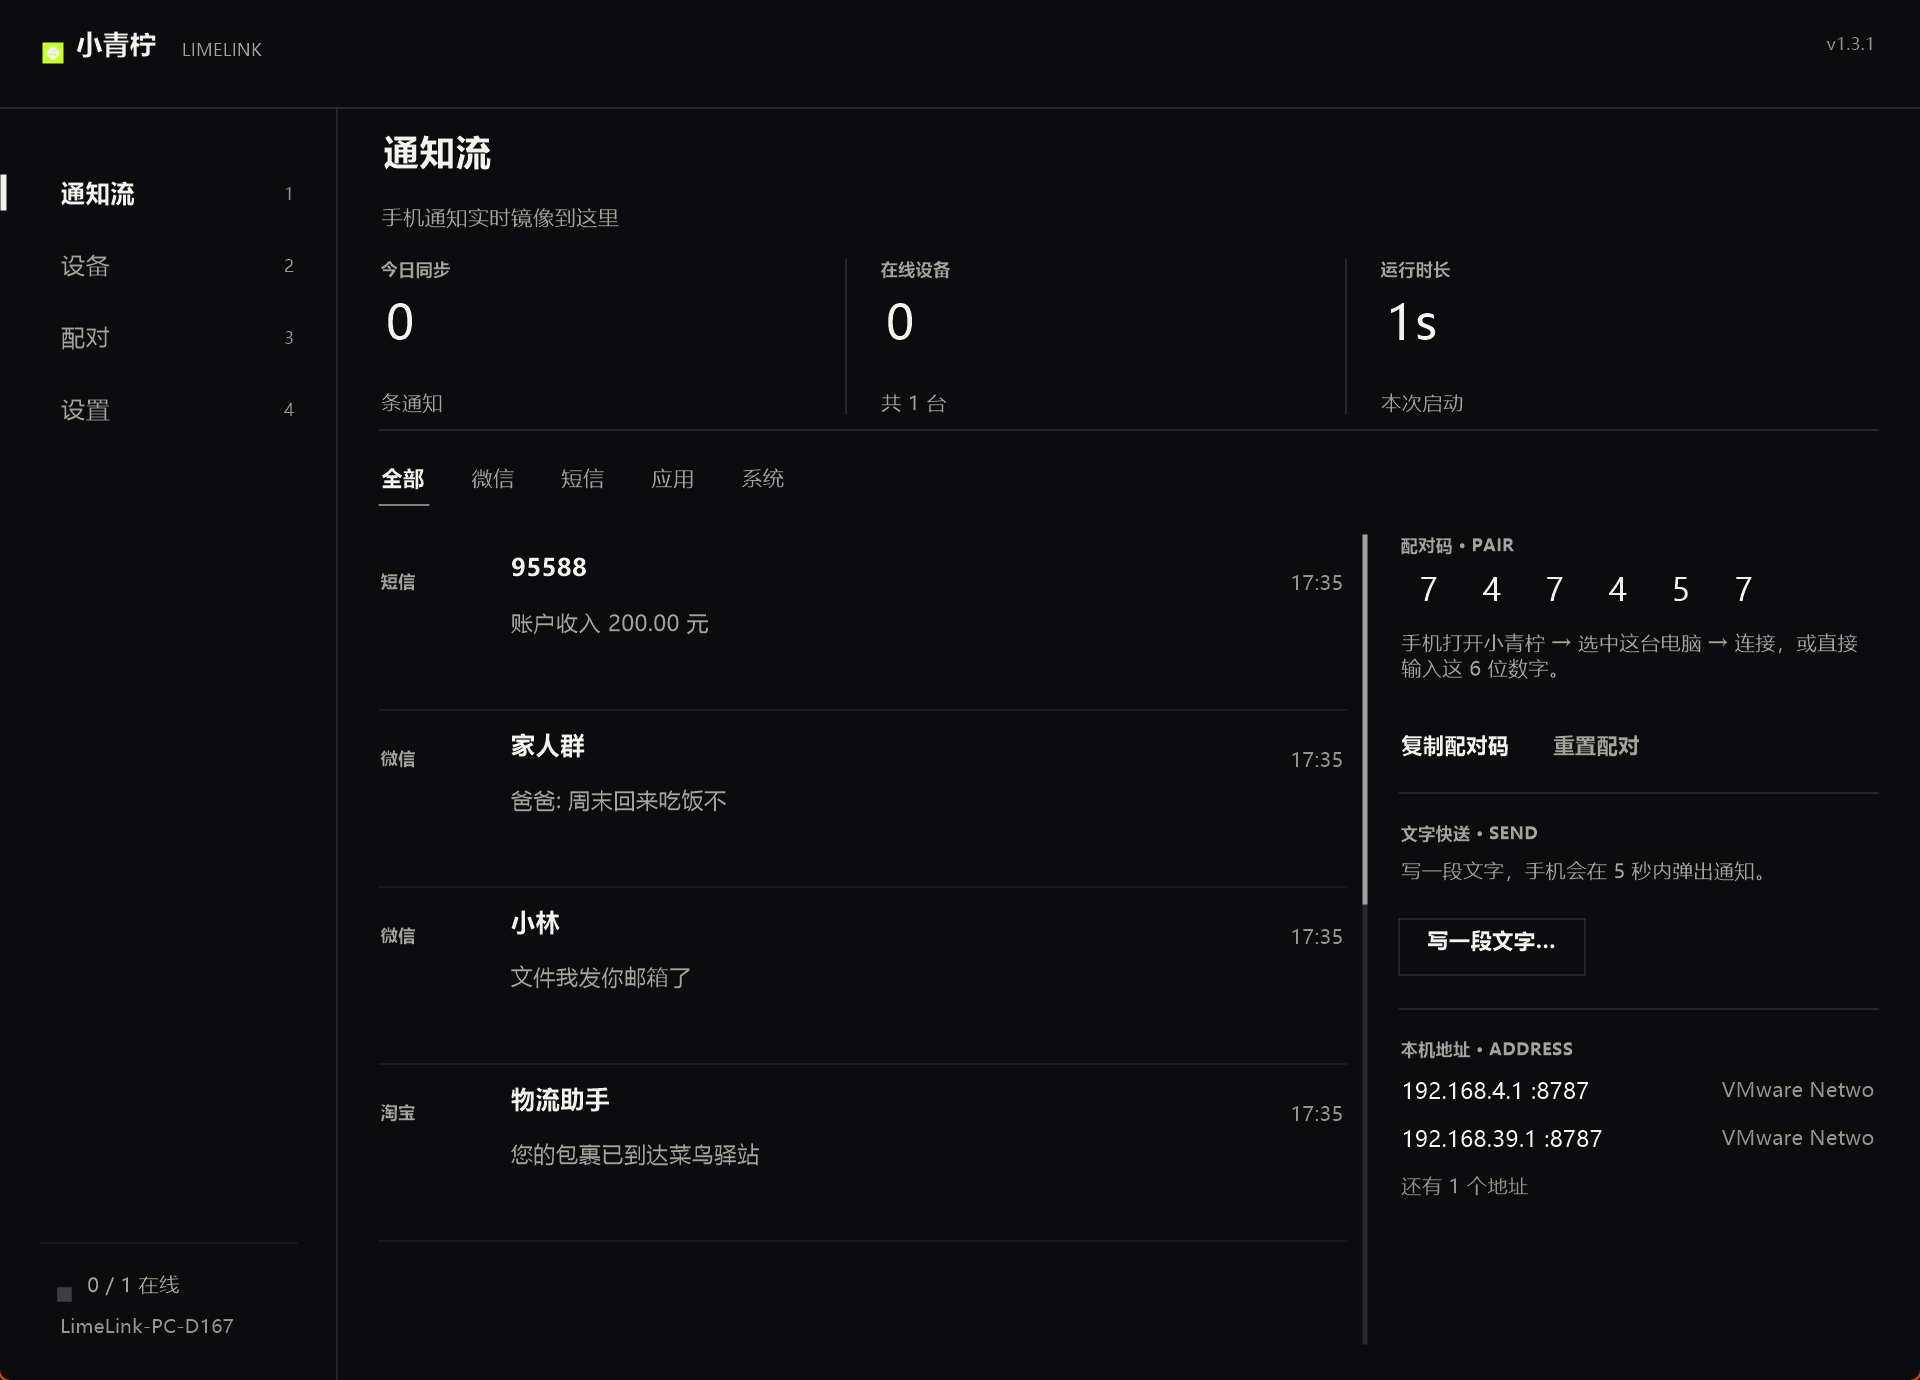 小青柠 LIMELINK
v1.3.1
通知流 1
设备 2
配对 3
设置 4
0 / 1 在线
LimeLink-PC-D167
通知流
手机通知实时镜像到这里
今日同步
0
条通知
在线设备
0
共 1 台
运行时长
1s
本次启动
全部 微信 短信 应用 系统
短信
95588
17:35
账户收入 200.00 元
微信
家人群
17:35
爸爸: 周末回来吃饭不
微信
小林
17:35
文件我发你邮箱了
淘宝
物流助手
17:35
您的包裹已到达菜鸟驿站
配对码 • PAIR
7 4 7 4 5 7
手机打开小青柠 → 选中这台电脑 → 连接，或直接
输入这 6 位数字。
复制配对码 重置配对
文字快送 • SEND
写一段文字，手机会在 5 秒内弹出通知。
写一段文字...
本机地址 • ADDRESS
192.168.4.1 :8787 VMware Netwo
192.168.39.1 :8787 VMware Netwo
还有 1 个地址